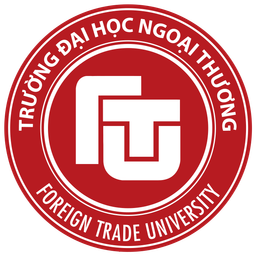 TRƯỜNG ĐẠI HỌC NGOẠI THƯƠNG
FTU
FOREIGN TRADE UNIVERSITY